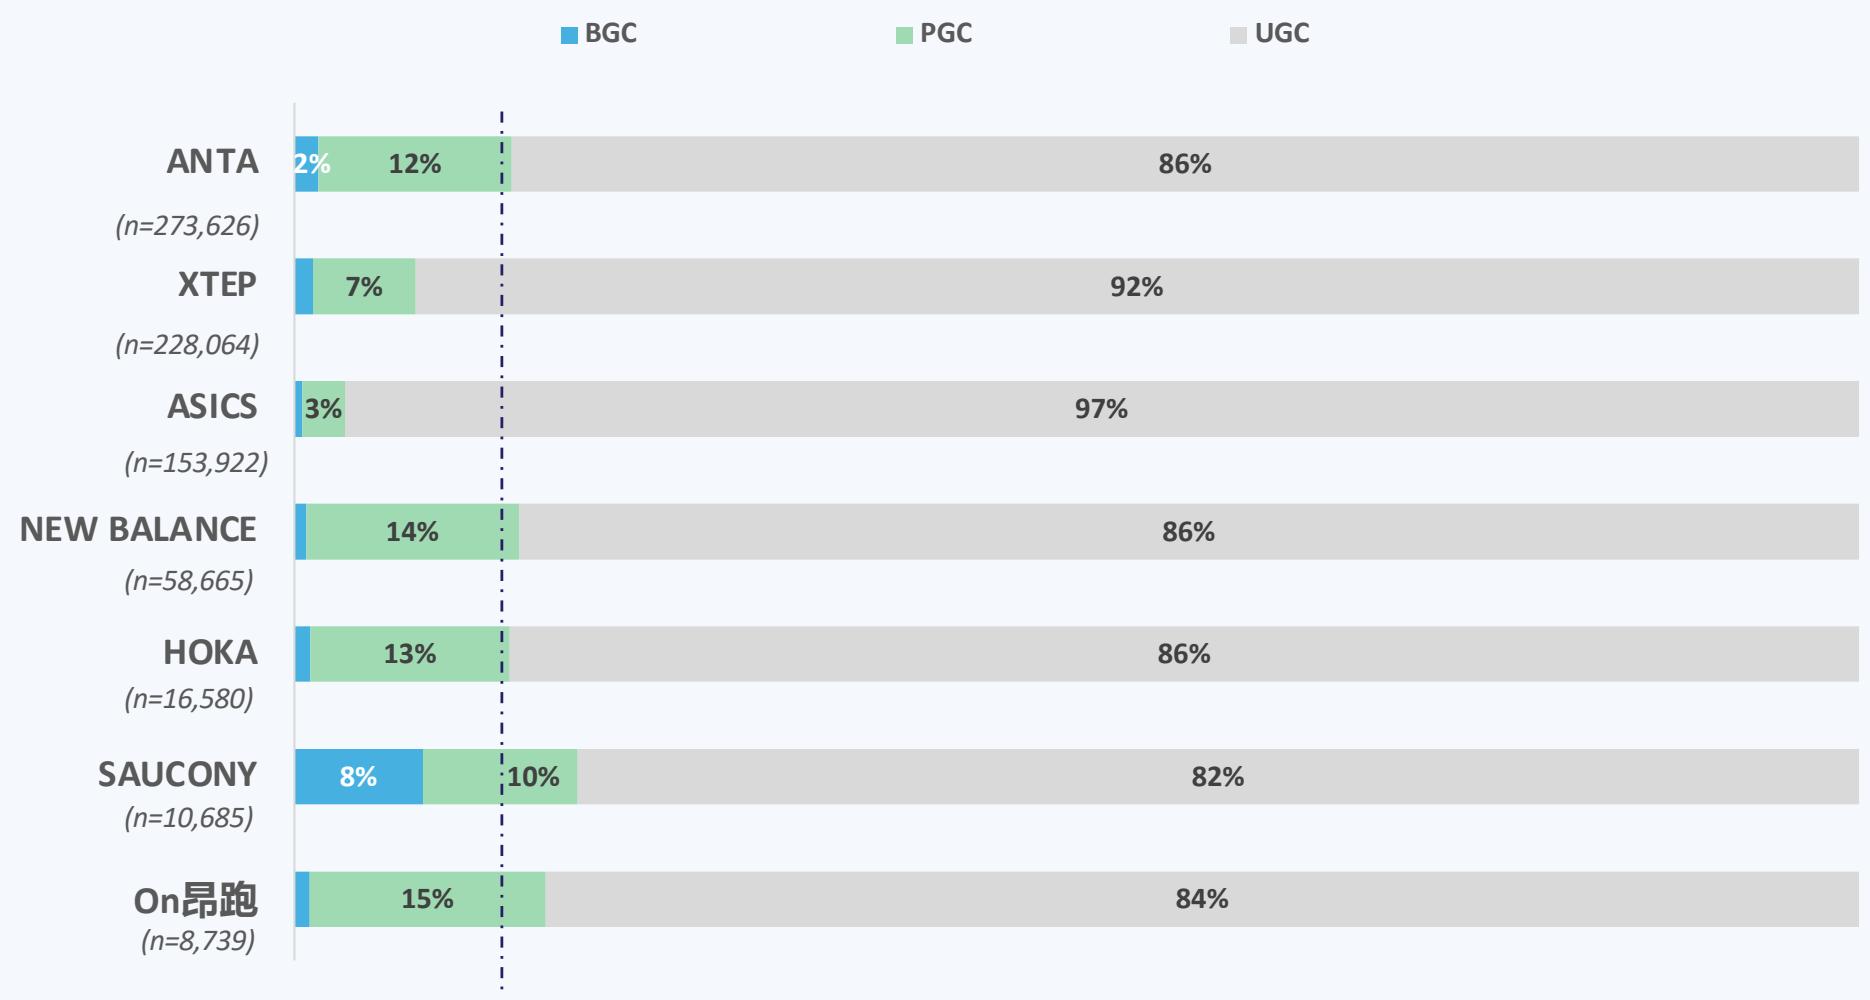 BGC PGC UGC
ANTA 2% 12% 86%
(n=273,626)
XTEP 7% 92%
(n=228,064)
ASICS 3% 97%
(n=153,922)
NEW BALANCE 14% 86%
(n=58,665)
HOKA 13% 86%
(n=16,580)
SAUCONY 8% 10% 82%
(n=10,685)
On昂跑 15% 84%
(n=8,739)